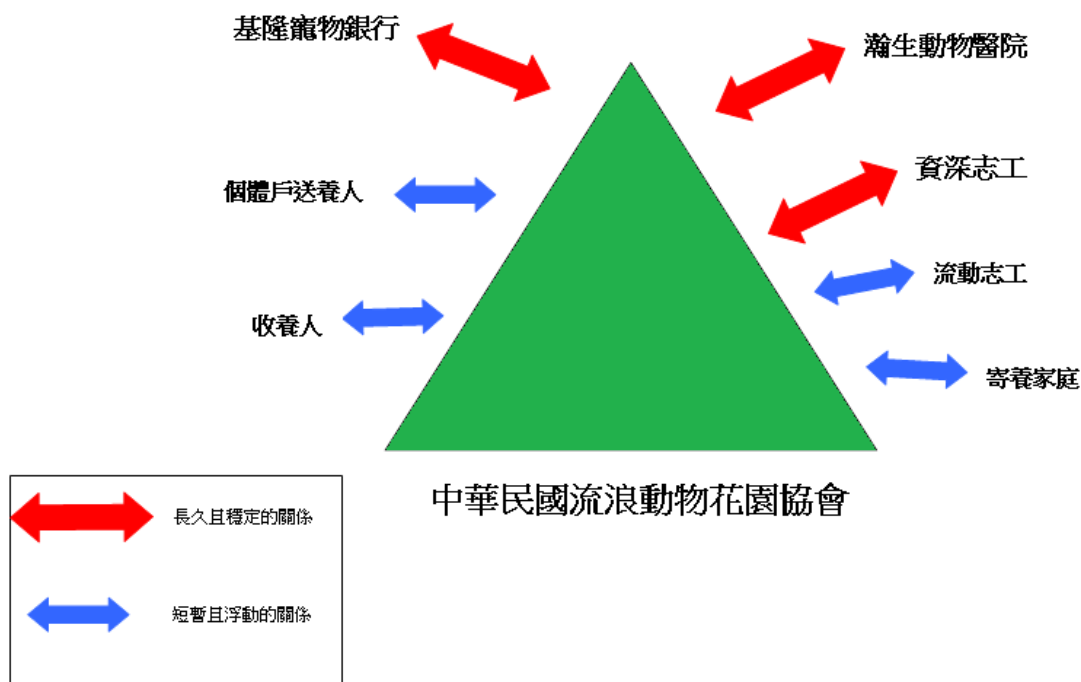 基隆寵物銀行
瀚生動物醫院
個體戶送養人
資深志工
流動志工
收養人
寄養家庭
中華民國流浪動物花園協會
長久且穩定的關係
短暫且浮動的關係